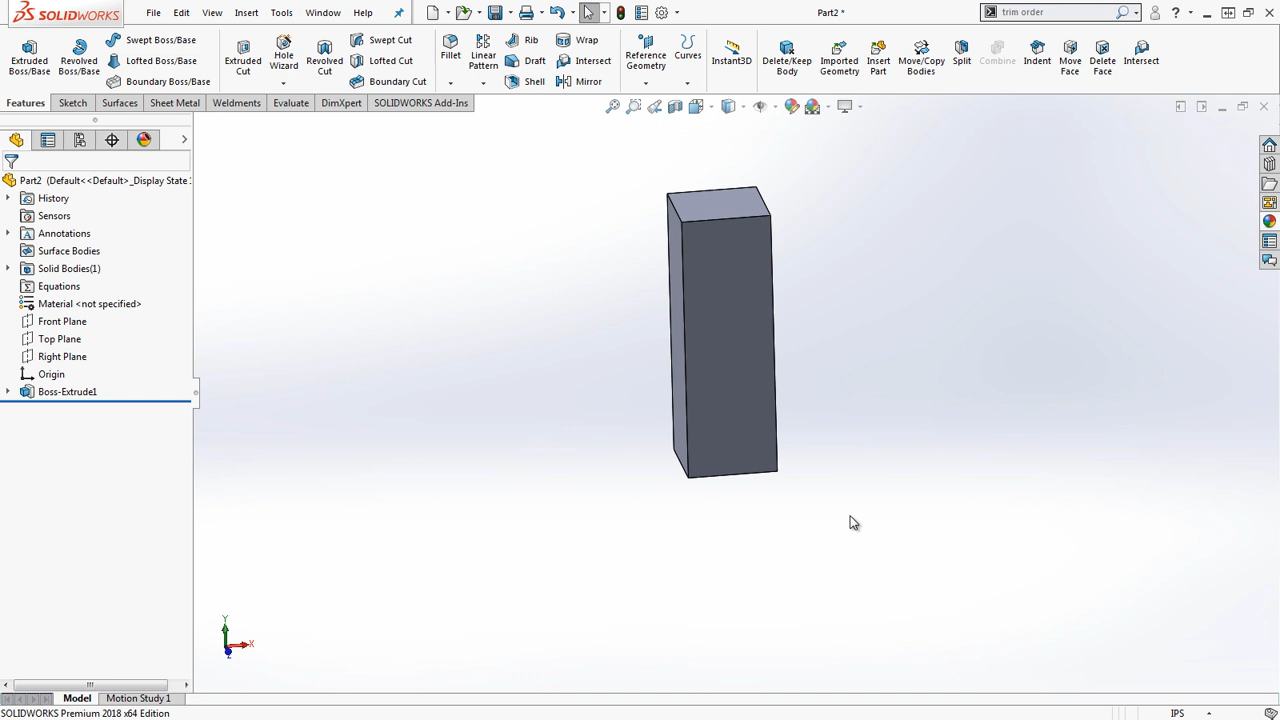 SOLIDWORKS File Edit View Insert Tools Window Help Part2 * trim order
Extruded Boss/Base
Revolved Boss/Base
Swept Boss/Base
Lofted Boss/Base
Boundary Boss/Base
Extruded Cut
Hole Wizard
Revolved Cut
Swept Cut
Lofted Cut
Boundary Cut
Fillet
Linear Pattern
Rib
Draft
Shell
Wrap
Intersect
Mirror
Reference Geometry
Curves
Instant3D
Delete/Keep Body
Imported Geometry
Insert Part
Move/Copy Bodies
Split
Combine
Indent
Move Face
Delete Face
Intersect
Features Sketch Surfaces Sheet Metal Weldments Evaluate DimXpert SOLIDWORKS Add-Ins
Part2 (Default<<Default>_Display State
History
Sensors
Annotations
Surface Bodies
Solid Bodies(1)
Equations
Material <not specified>
Front Plane
Top Plane
Right Plane
Origin
Boss-Extrude1
Y
X
Z
Model Motion Study 1
SOLIDWORKS Premium 2018 x64 Edition IPS